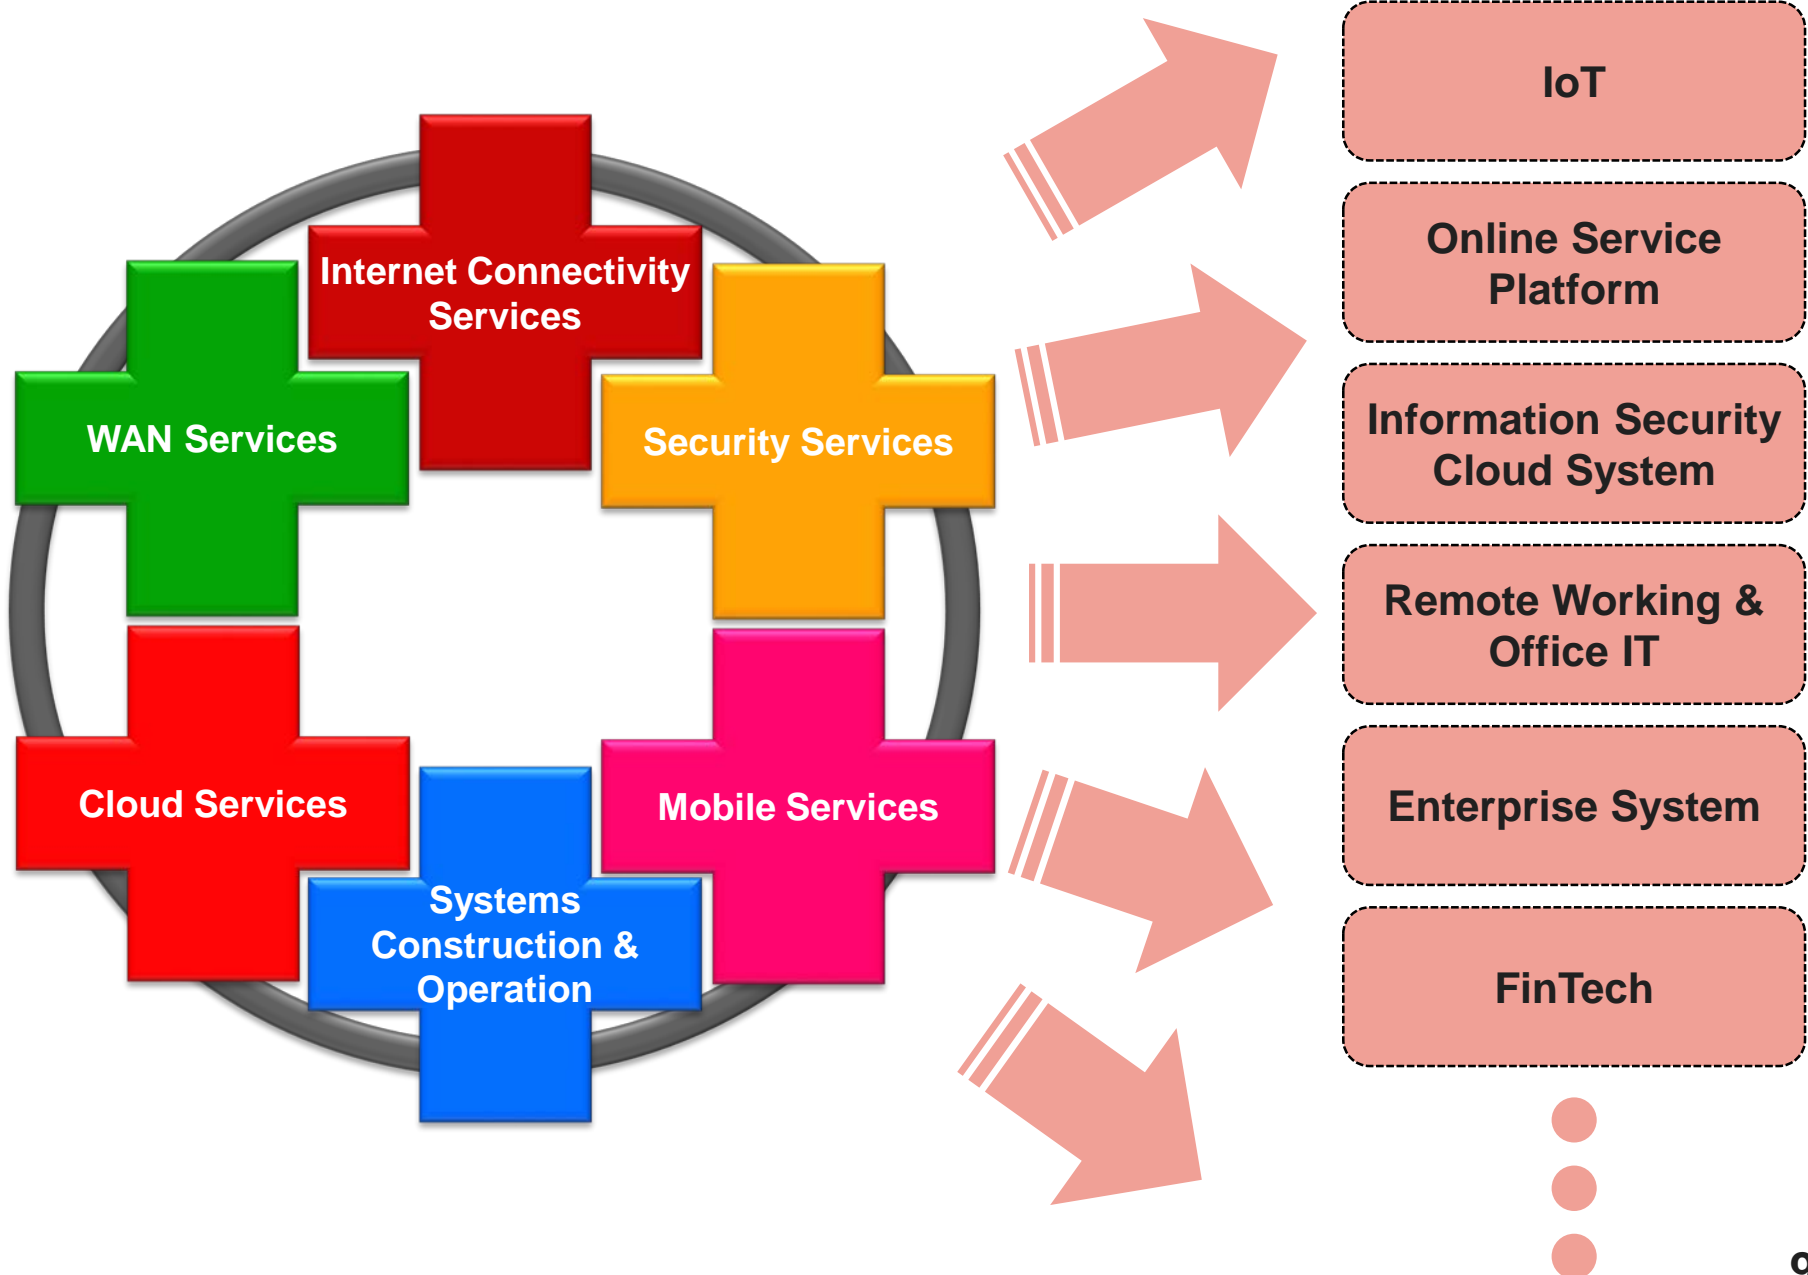 Internet Connectivity
Services
WAN Services
Security Services
Cloud Services
Mobile Services
Systems
Construction &
Operation
IoT
Online Service
Platform
Information Security
Cloud System
Remote Working &
Office IT
Enterprise System
FinTech